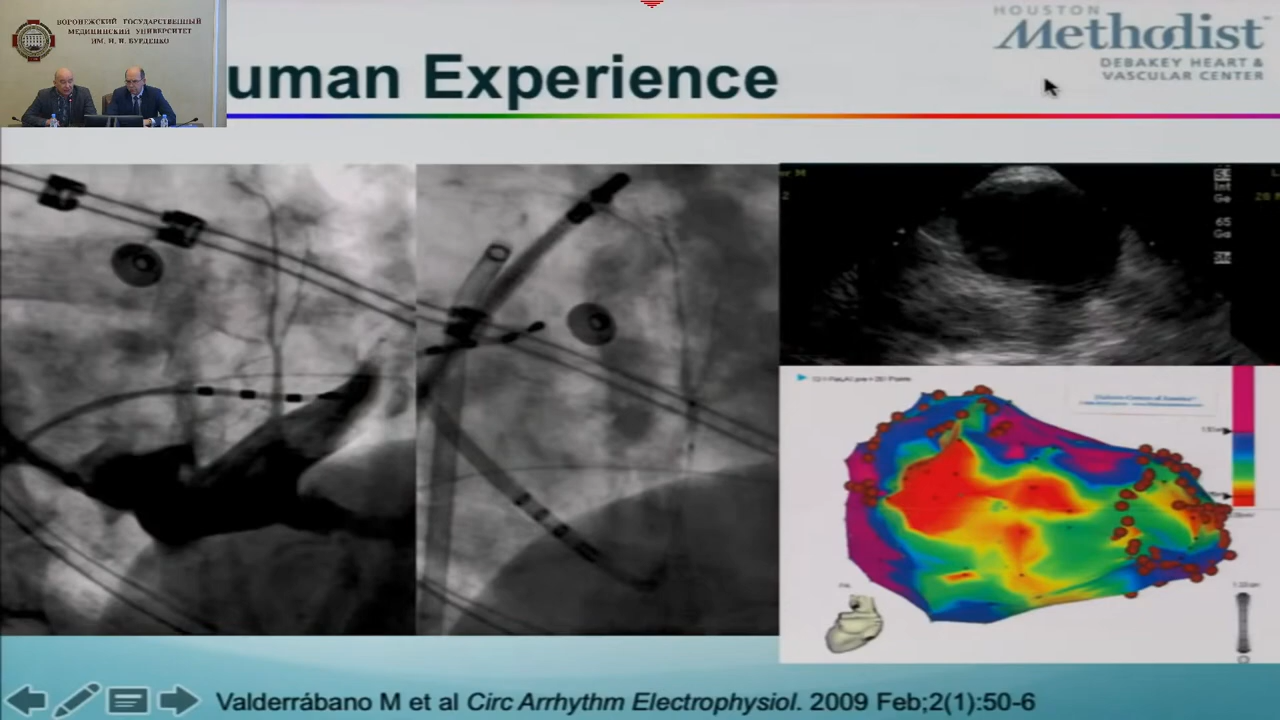 ВОРОНЕЖСКИЙ ГОСУДАРСТВЕННЫЙ
МЕДИЦИНСКИЙ УНИВЕРСИТЕТ
ИМ. Н. Н. БУРДЕНКО
uman Experience
HOUSTON
Methodist
DEBAKEY HEART &
VASCULAR CENTER
65
Valderrábano M et al Circ Arrhythm Electrophysiol. 2009 Feb;2(1):50-6